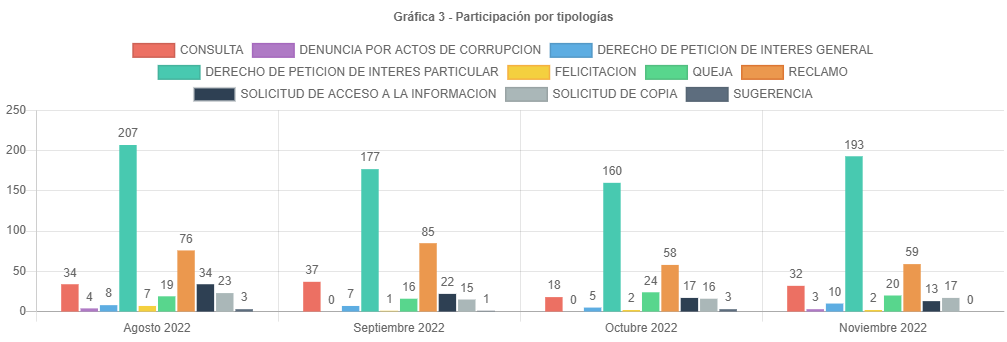 Gráfica 3 - Participación por tipologías
CONSULTA DENUNCIA POR ACTOS DE CORRUPCION DERECHO DE PETICION DE INTERES GENERAL
DERECHO DE PETICION DE INTERES PARTICULAR FELICITACION QUEJA RECLAMO
SOLICITUD DE ACCESO A LA INFORMACION SOLICITUD DE COPIA SUGERENCIA
250
200
150
100
50
0
34 4 8 207 7 19 76 34 23 3
37 0 7 177 1 16 85 22 15 1
18 0 5 160 2 24 58 17 16 3
32 3 10 193 2 20 59 13 17 0
Agosto 2022 Septiembre 2022 Octubre 2022 Noviembre 2022